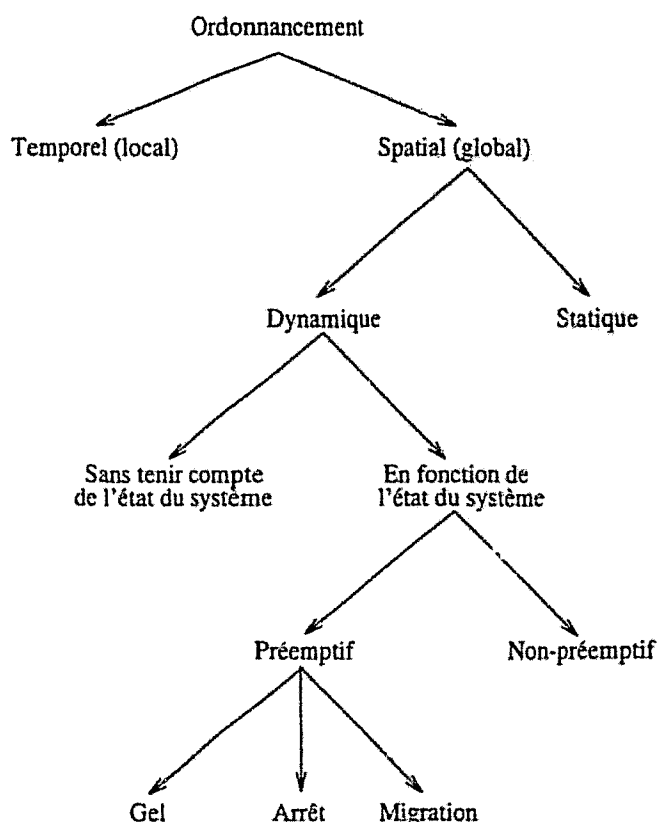 Ordonnancement
Temporel (local)
Spatial (global)
Dynamique
Statique
Sans tenir compte
de l'état du système
En fonction de
l'état du système
Préemptif
Non-préemptif
Gel
Arrêt
Migration